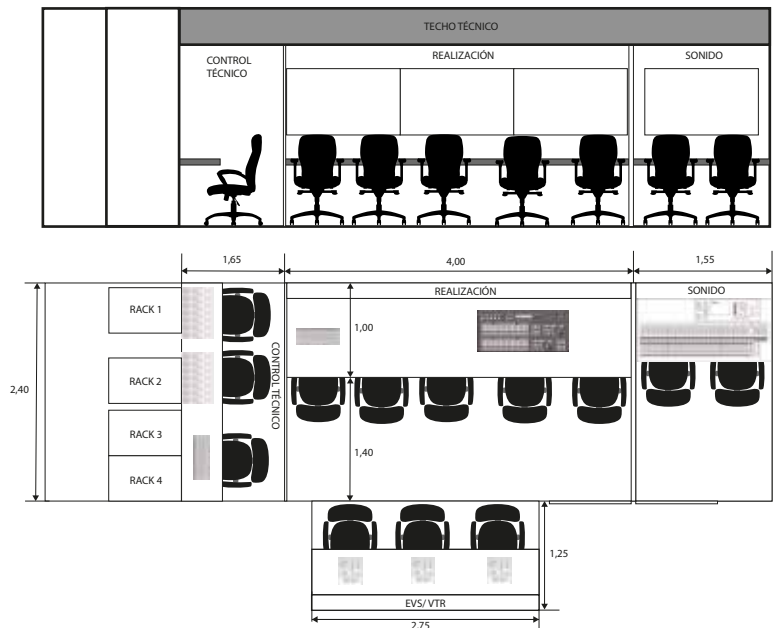 TECHO TÉCNICO
CONTROL
TÉCNICO
REALIZACIÓN
SONIDO
1,65
4,00
1,55
REALIZACIÓN
SONIDO
RACK 1
1,00
CONTROL TÉCNICO
2,40
RACK 2
RACK 3
1,40
RACK 4
1,25
EVS/ VTR
2,75